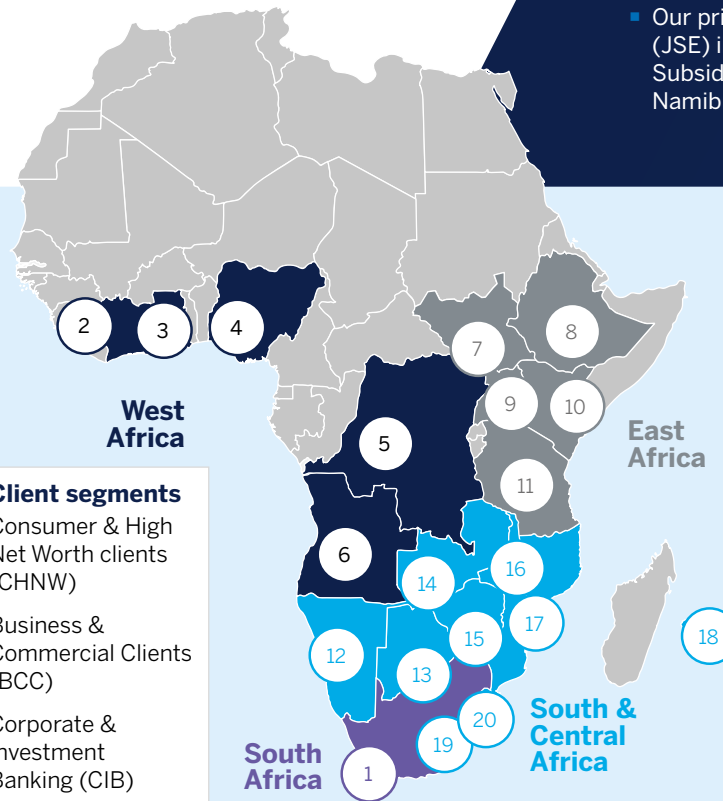 Our pri
(JSE) i
Subsid
Namib
2
3
4
7
8
9
10
West
Africa
5
East
Africa
11
Client segments
Consumer & High
Net Worth clients
(CHNW)
6
14
16
Business &
Commercial Clients
(BCC)
12
13
15
17
18
Corporate &
Investment
Banking (CIB)
South
Africa
1
19
20
South &
Central
Africa